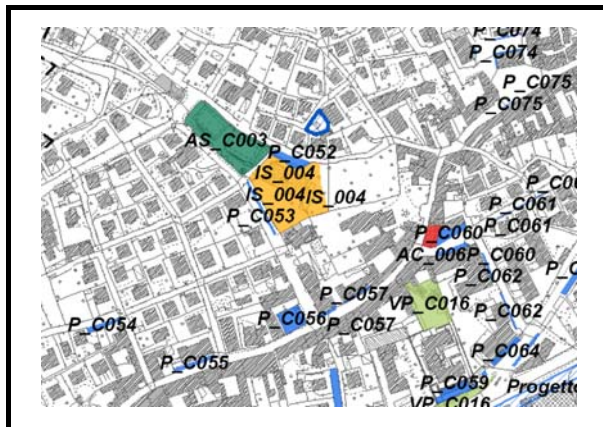 P_C074
P_C074
P_C075
P_C075
AS_C003
P_C052
IS_004
IS_004
IS_004
P_C053
P_C061
P_C061
P_C060
AC_006
P_C060
P_C062
P_C057
VP_C016
P_C056
P_C057
P_C062
P_C054
P_C055
P_C064
P_C059
Progetto
VP_C016